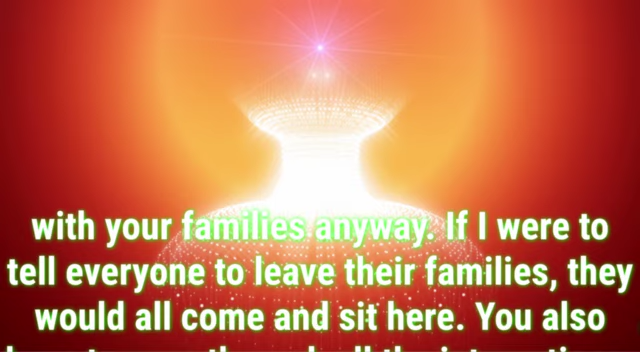 with your families anyway. If I were to
tell everyone to leave their families, they
would all come and sit here. You also